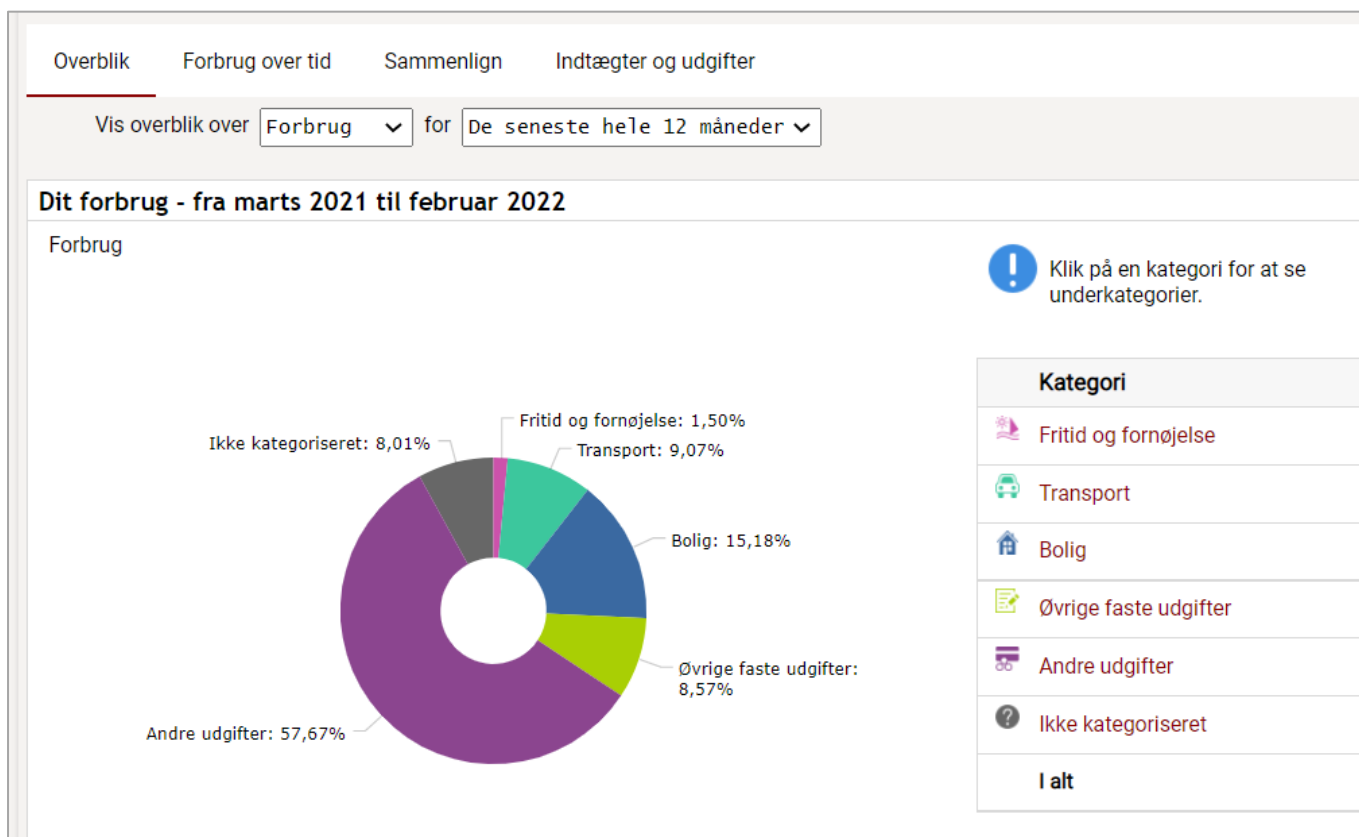 Overblik Forbrug over tid Sammenlign Indtægter og udgifter
Vis overblik over Forbrug for De seneste hele 12 måneder
Dit forbrug - fra marts 2021 til februar 2022
Forbrug
Klik på en kategori for at se
underkategorier.
Fritid og fornøjelse: 1,50%
Ikke kategoriseret: 8,01%
Transport: 9,07%
Bolig: 15,18%
Øvrige faste udgifter:
8,57%
Andre udgifter: 57,67%
Kategori
Fritid og fornøjelse
Transport
Bolig
Øvrige faste udgifter
Andre udgifter
Ikke kategoriseret
I alt